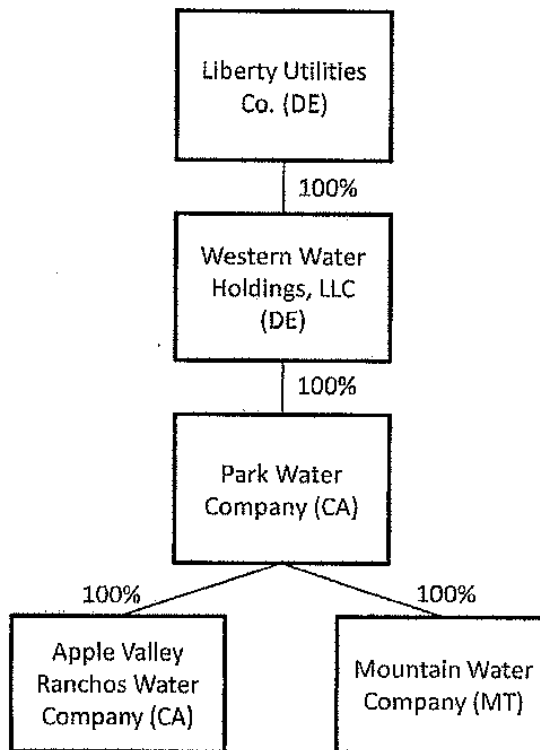 Liberty Utilities
Co. (DE)
100%
Western Water
Holdings, LLC
(DE)
100%
Park Water
Company (CA)
100%
100%
Apple Valley
Ranchos Water
Company (CA)
Mountain Water
Company (MT)